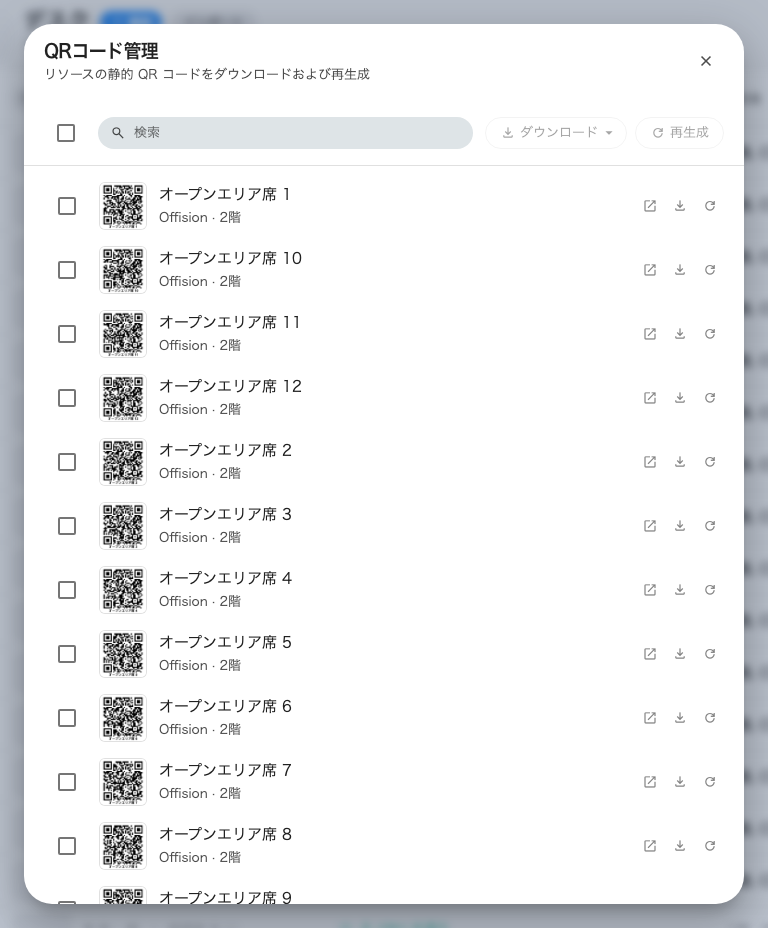 QRコード管理
リソースの静的 QR コードをダウンロードおよび再生成
検索
ダウンロード
再生成
オープンエリア席 1
Offision · 2階
オープンエリア席 10
Offision · 2階
オープンエリア席 11
Offision · 2階
オープンエリア席 12
Offision · 2階
オープンエリア席 2
Offision · 2階
オープンエリア席 3
Offision · 2階
オープンエリア席 4
Offision · 2階
オープンエリア席 5
Offision · 2階
オープンエリア席 6
Offision · 2階
オープンエリア席 7
Offision · 2階
オープンエリア席 8
Offision · 2階
オープンエリア席 9